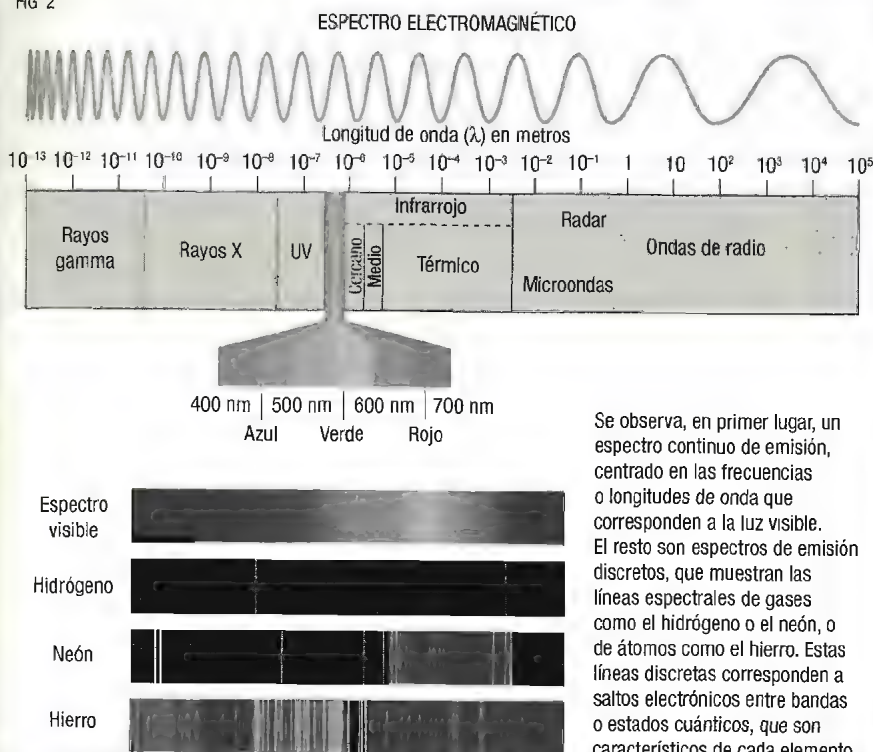 FIG 2
ESPECTRO ELECTROMAGNÉTICO
Longitud de onda (λ) en metros
10⁻¹³ 10⁻¹² 10⁻¹¹ 10⁻¹⁰ 10⁻⁹ 10⁻⁸ 10⁻⁷ 10⁻⁶ 10⁻⁵ 10⁻⁴ 10⁻³ 10⁻² 10⁻¹ 1 10 10² 10³ 10⁴ 10⁵
Rayos
gamma
Rayos X
UV
Infrarrojo
Cercano
Medio
Térmico
Radar
Microondas
Ondas de radio
400 nm | 500 nm | 600 nm | 700 nm
Azul Verde Rojo
Espectro
visible
Hidrógeno
Neón
Hierro
Se observa, en primer lugar, un
espectro continuo de emisión,
centrado en las frecuencias
o longitudes de onda que
corresponden a la luz visible.
El resto son espectros de emisión
discretos, que muestran las
líneas espectrales de gases
como el hidrógeno o el neón, o
de átomos como el hierro. Estas
líneas discretas corresponden a
saltos electrónicos entre bandas
o estados cuánticos, que son
característicos de cada elemento